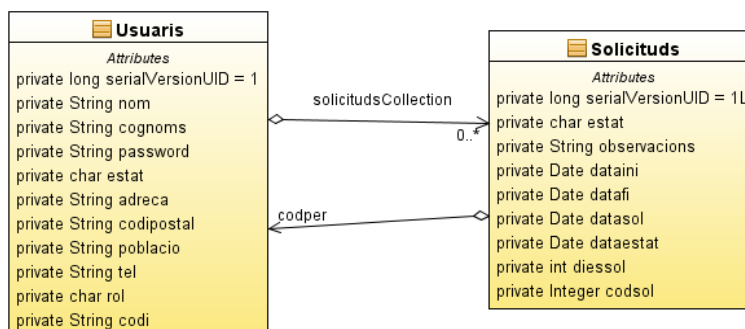 Usuaris
Attributes
private long serialVersionUID = 1
private String nom
private String cognoms
private String password
private char estat
private String adreca
private String codipostal
private String poblacio
private String tel
private char rol
private String codi
solicitudsCollection
0..*
codper
Solicituds
Attributes
private long serialVersionUID = 1L
private char estat
private String observacions
private Date dataini
private Date datafi
private Date datasol
private Date dataestat
private int diessol
private Integer codsol